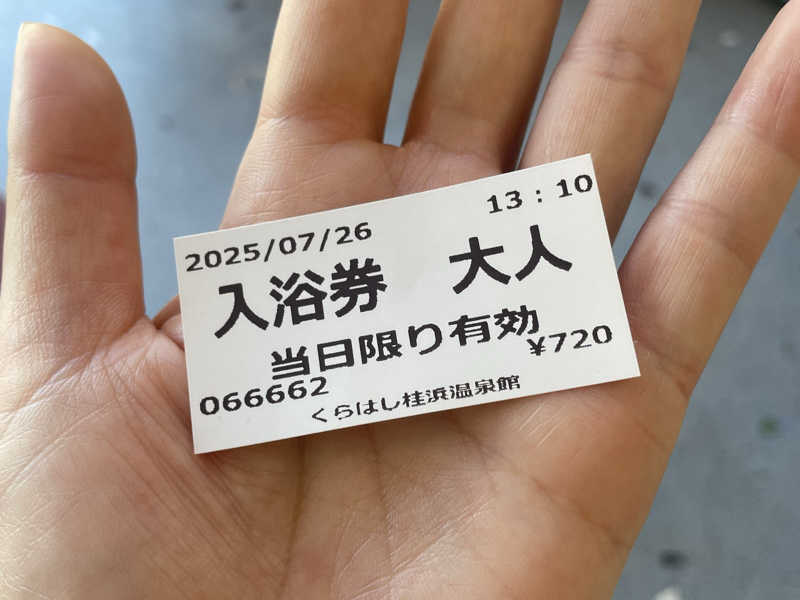 2025/07/26 13:10
入浴券 大人
当日限り有効
¥720
066662
くらはし桂浜温泉館